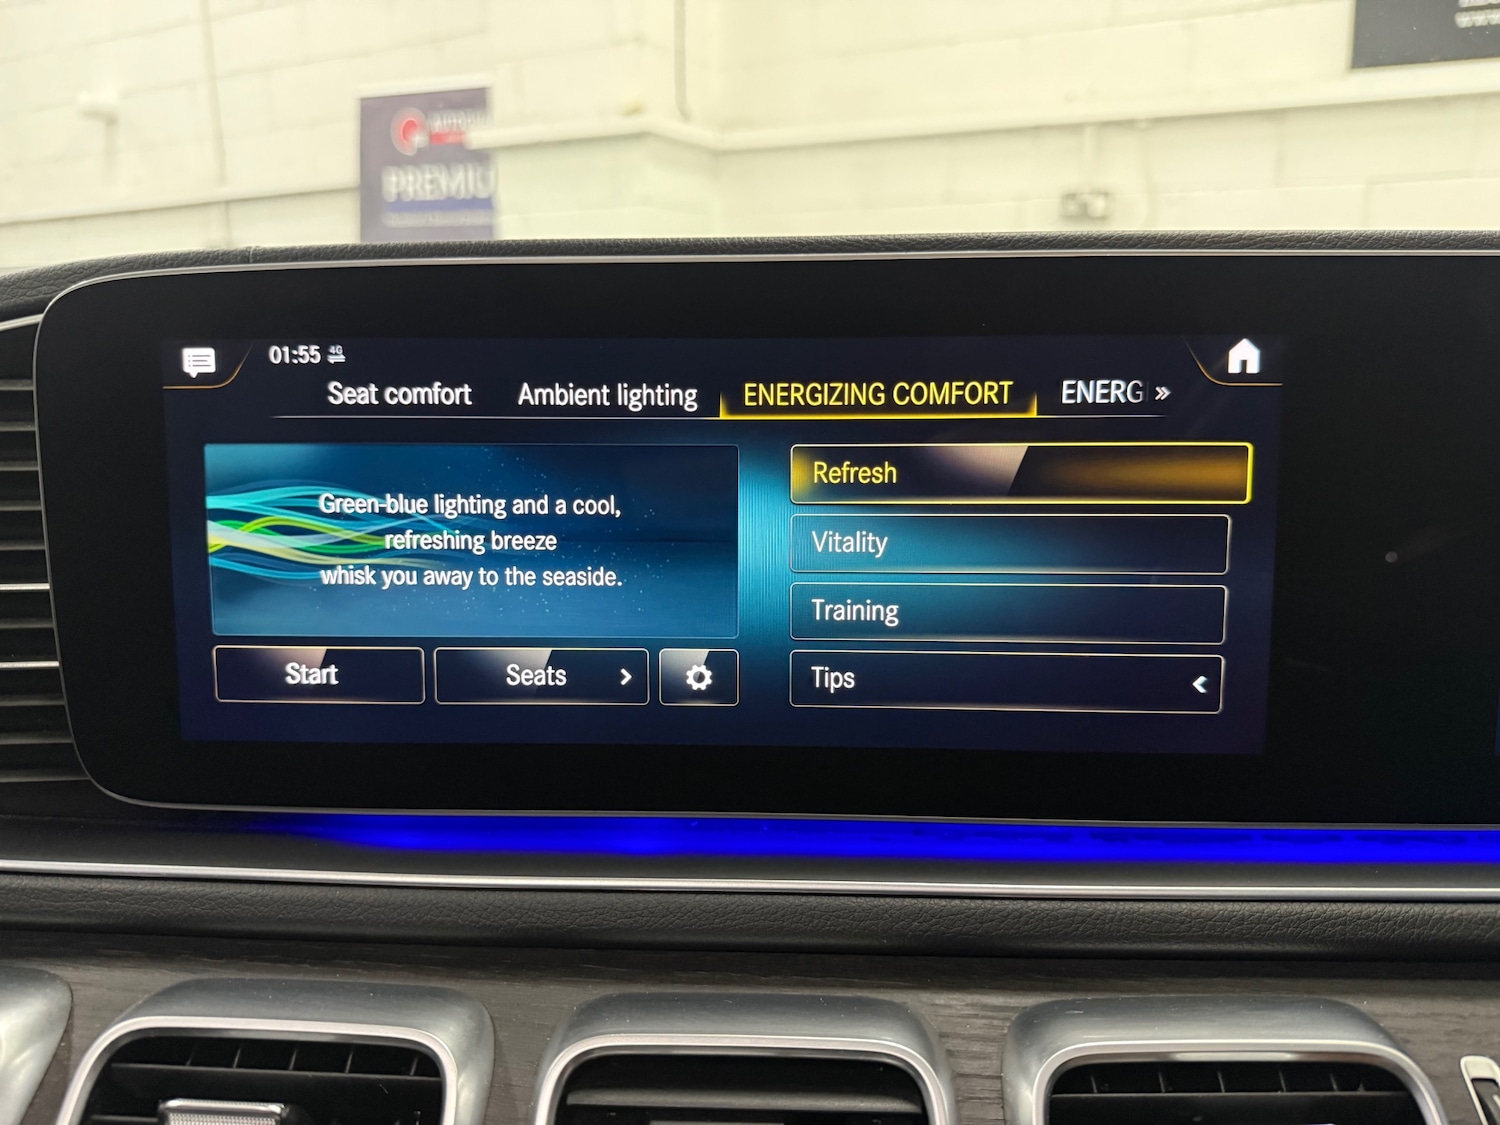 PREMIU
01:55 4G
Seat comfort Ambient lighting ENERGIZING COMFORT ENERG »
Green-blue lighting and a cool,
refreshing breeze
whisk you away to the seaside.
Refresh
Vitality
Training
Tips
Start Seats